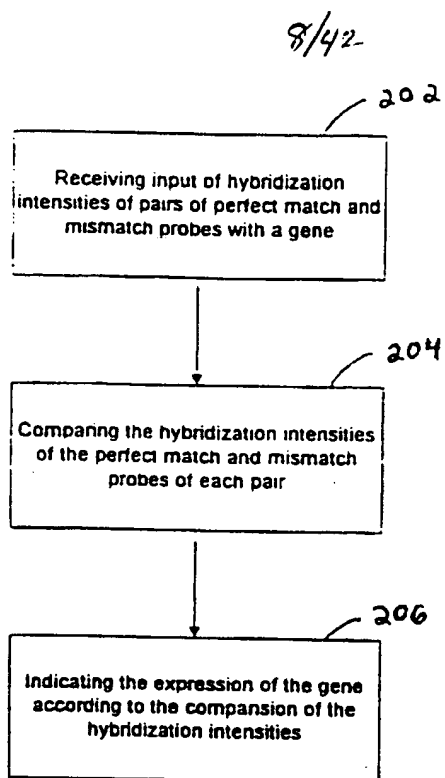 8/42
202
Receiving input of hybridization
intensities of pairs of perfect match and
mismatch probes with a gene
204
Comparing the hybridization intensities
of the perfect match and mismatch
probes of each pair
206
Indicating the expression of the gene
according to the comparison of the
hybridization intensities